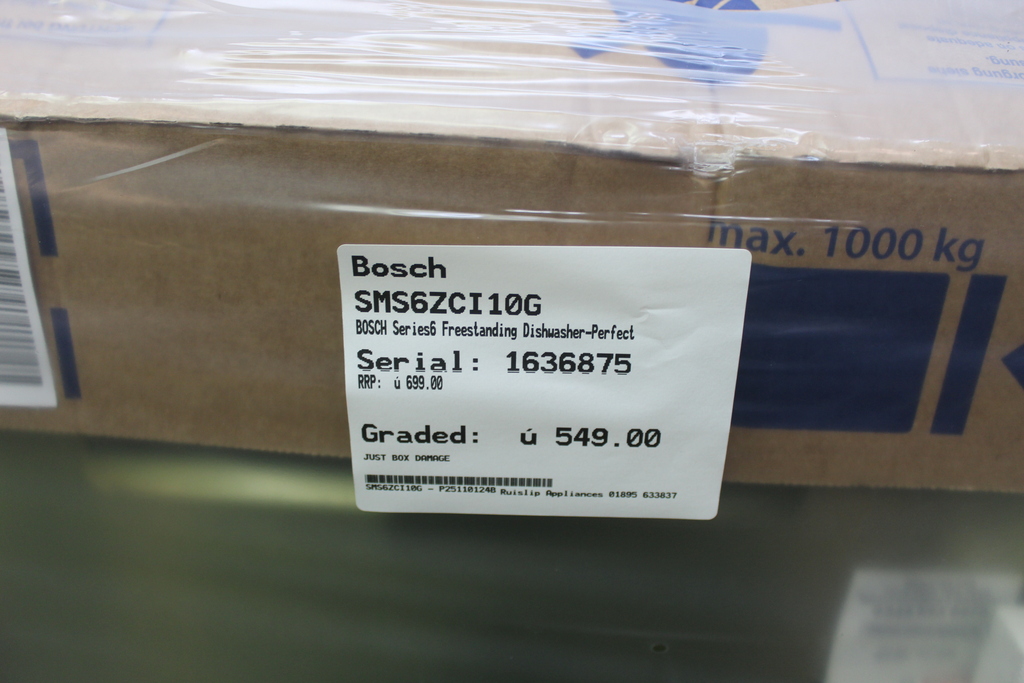 max. 1000 kg
Bosch
SMS6ZCI10G
BOSCH Series6 Freestanding Dishwasher-Perfect
Serial: 1636875
RRP: ú 699.00
Graded: ú 549.00
JUST BOX DAMAGE
SMS6ZCI10G - P251101248 Ruislip Appliances 01895 633837